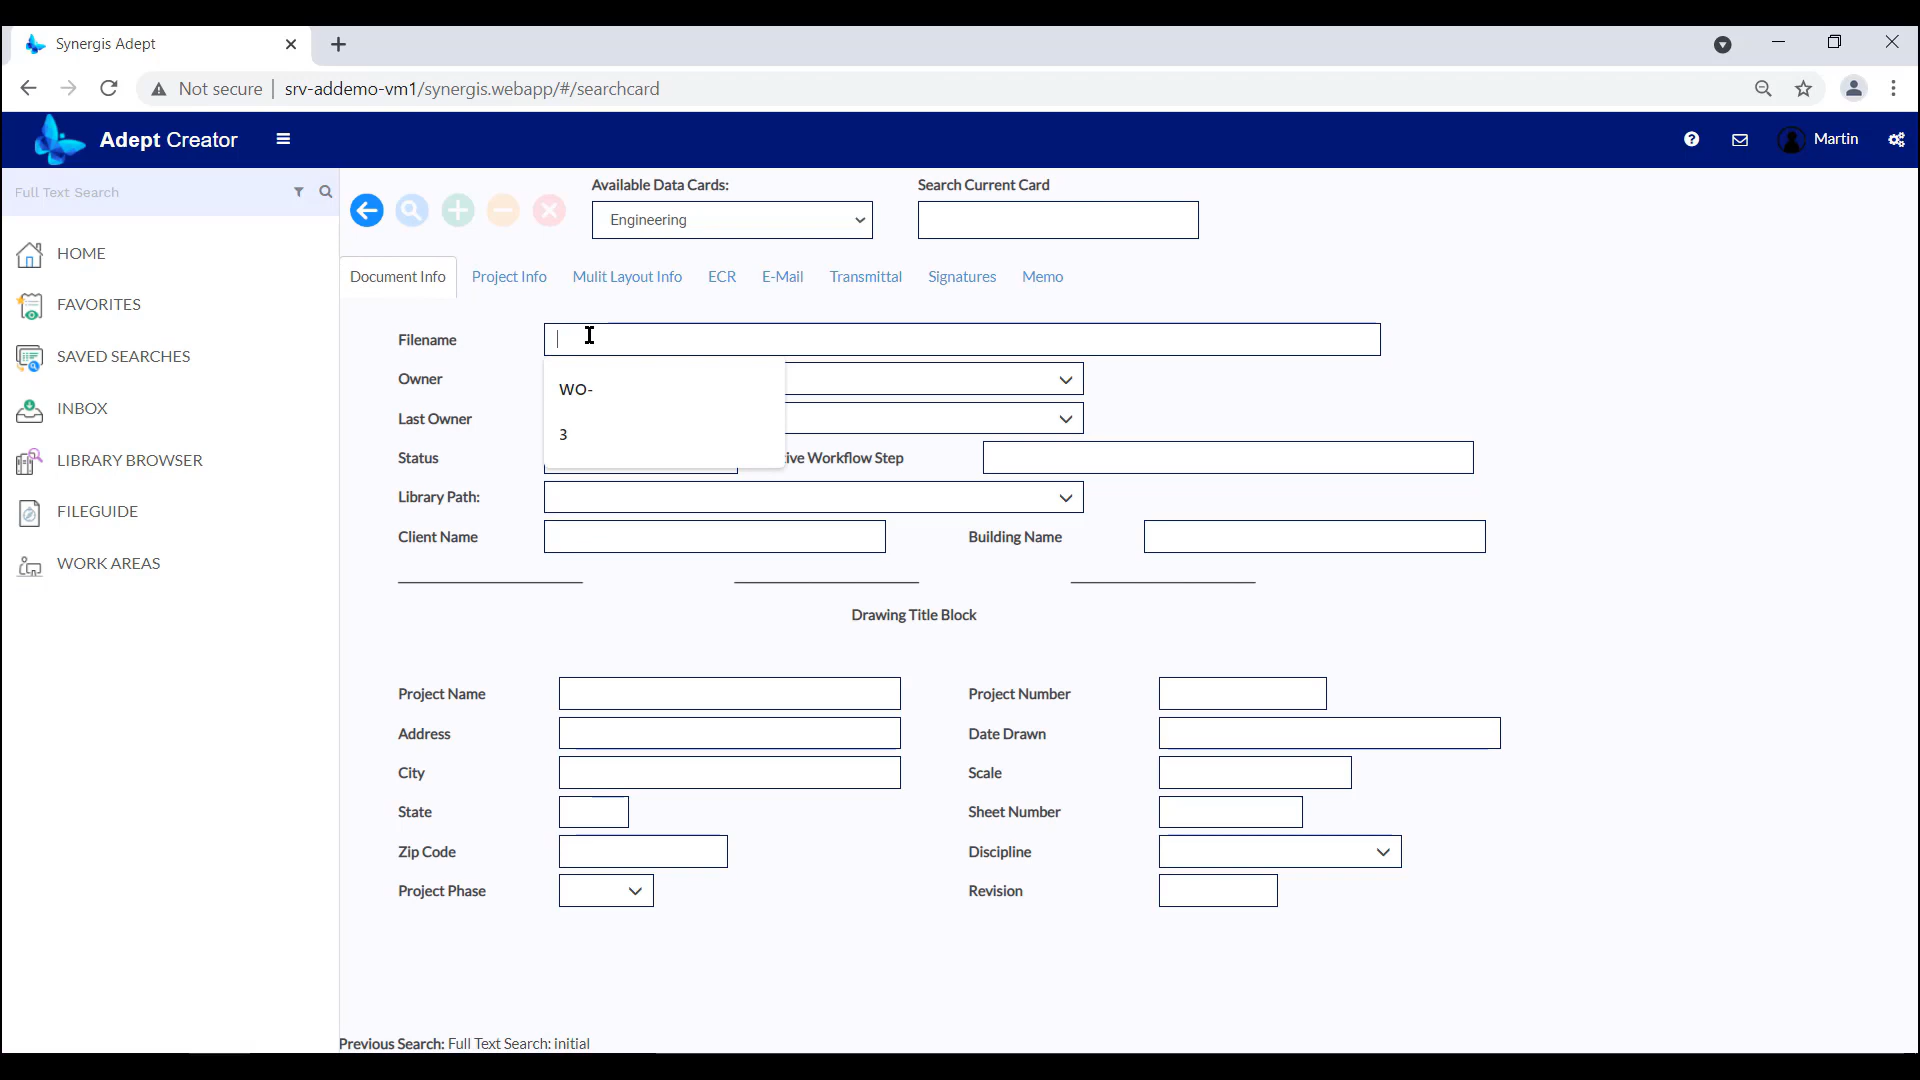 Synergis Adept
Not secure srv-addemo-vm1/synergis.webapp/#/searchcard
Adept Creator
Martin
Full Text Search
HOME
FAVORITES
SAVED SEARCHES
INBOX
LIBRARY BROWSER
FILEGUIDE
WORK AREAS
Available Data Cards:
Search Current Card
Engineering
Document Info Project Info Mulit Layout Info ECR E-Mail Transmittal Signatures Memo
Filename
WO-
3
Owner
Last Owner
Status ive Workflow Step
Library Path:
Client Name Building Name
Drawing Title Block
Project Name Project Number
Address Date Drawn
City Scale
State Sheet Number
Zip Code Discipline
Project Phase Revision
Previous Search: Full Text Search: initial